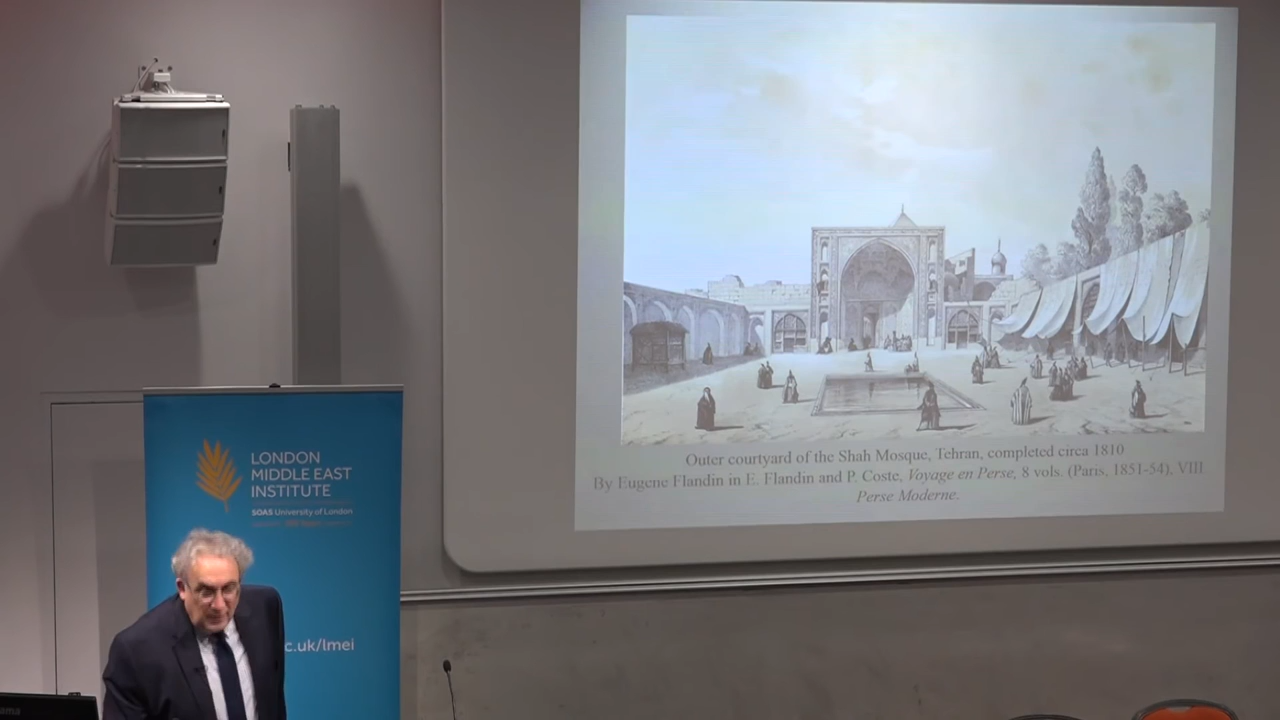 LONDON
MIDDLE EAST
INSTITUTE
SOAS University of London
c.uk/lmei
Outer courtyard of the Shah Mosque, Tehran, completed circa 1810
By Eugene Flandin in E. Flandin and P. Coste, Voyage en Perse, 8 vols. (Paris, 1851-54), VIII
Perse Moderne.
ama